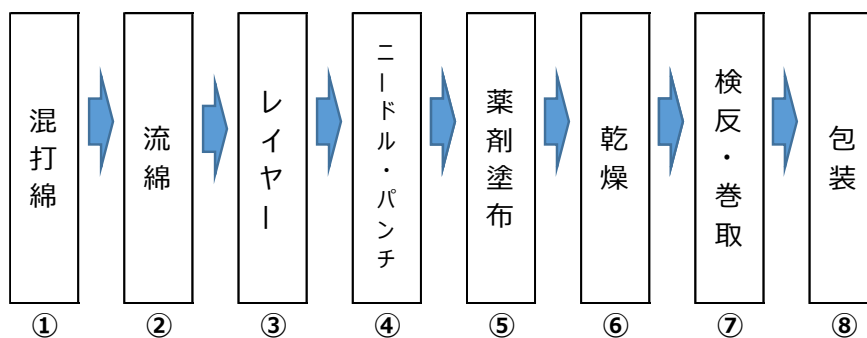 混打綿
流綿
レイヤー
ニードル・パンチ
薬剤塗布
乾燥
検反・巻取
包装
① ② ③ ④ ⑤ ⑥ ⑦ ⑧